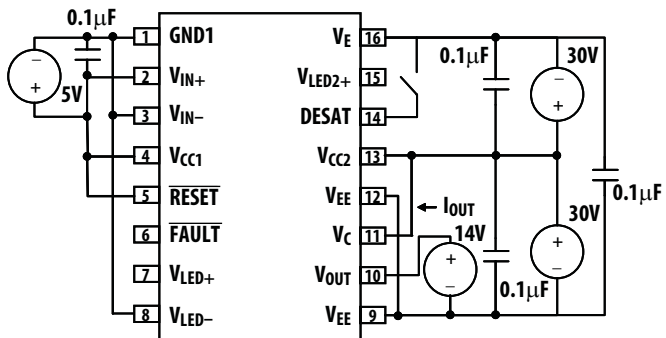 0.1μF
5V
1 GND1
2 VIN+
3 VIN-
4 VCC1
5 RESET
6 FAULT
7 VLED+
8 VLED-
VE 16
VLED2+ 15
DESAT 14
VCC2 13
VEE 12
VC 11
VOUT 10
VEE 9
0.1μF
30V
IOUT
14V
0.1μF
30V
0.1μF
- +
- +
+ -
+ -